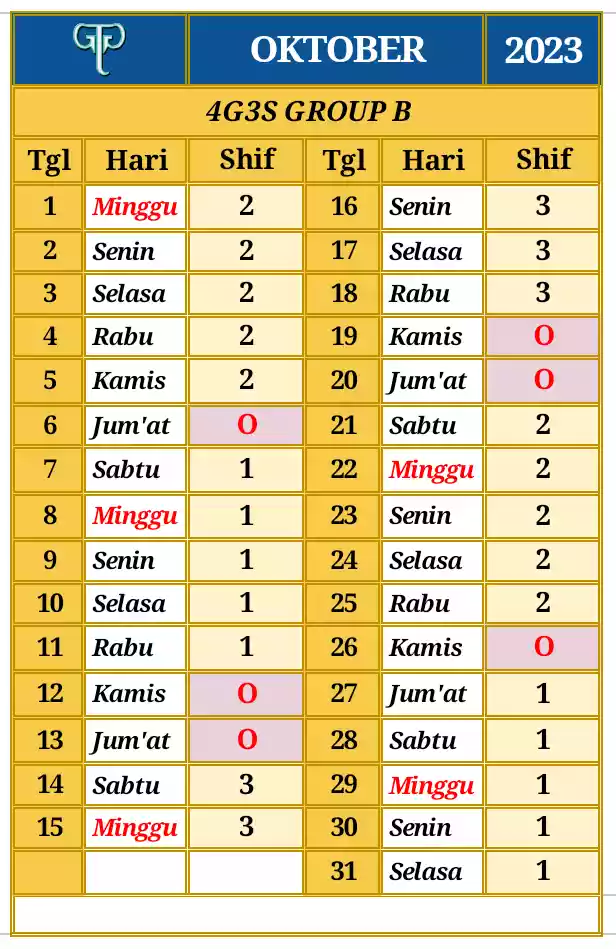 OKTOBER 2023
4G3S GROUP B
Tgl Hari Shif Tgl Hari Shif
1 Minggu 2 16 Senin 3
2 Senin 2 17 Selasa 3
3 Selasa 2 18 Rabu 3
4 Rabu 2 19 Kamis O
5 Kamis 2 20 Jum'at O
6 Jum'at O 21 Sabtu 2
7 Sabtu 1 22 Minggu 2
8 Minggu 1 23 Senin 2
9 Senin 1 24 Selasa 2
10 Selasa 1 25 Rabu 2
11 Rabu 1 26 Kamis O
12 Kamis O 27 Jum'at 1
13 Jum'at O 28 Sabtu 1
14 Sabtu 3 29 Minggu 1
15 Minggu 3 30 Senin 1
31 Selasa 1